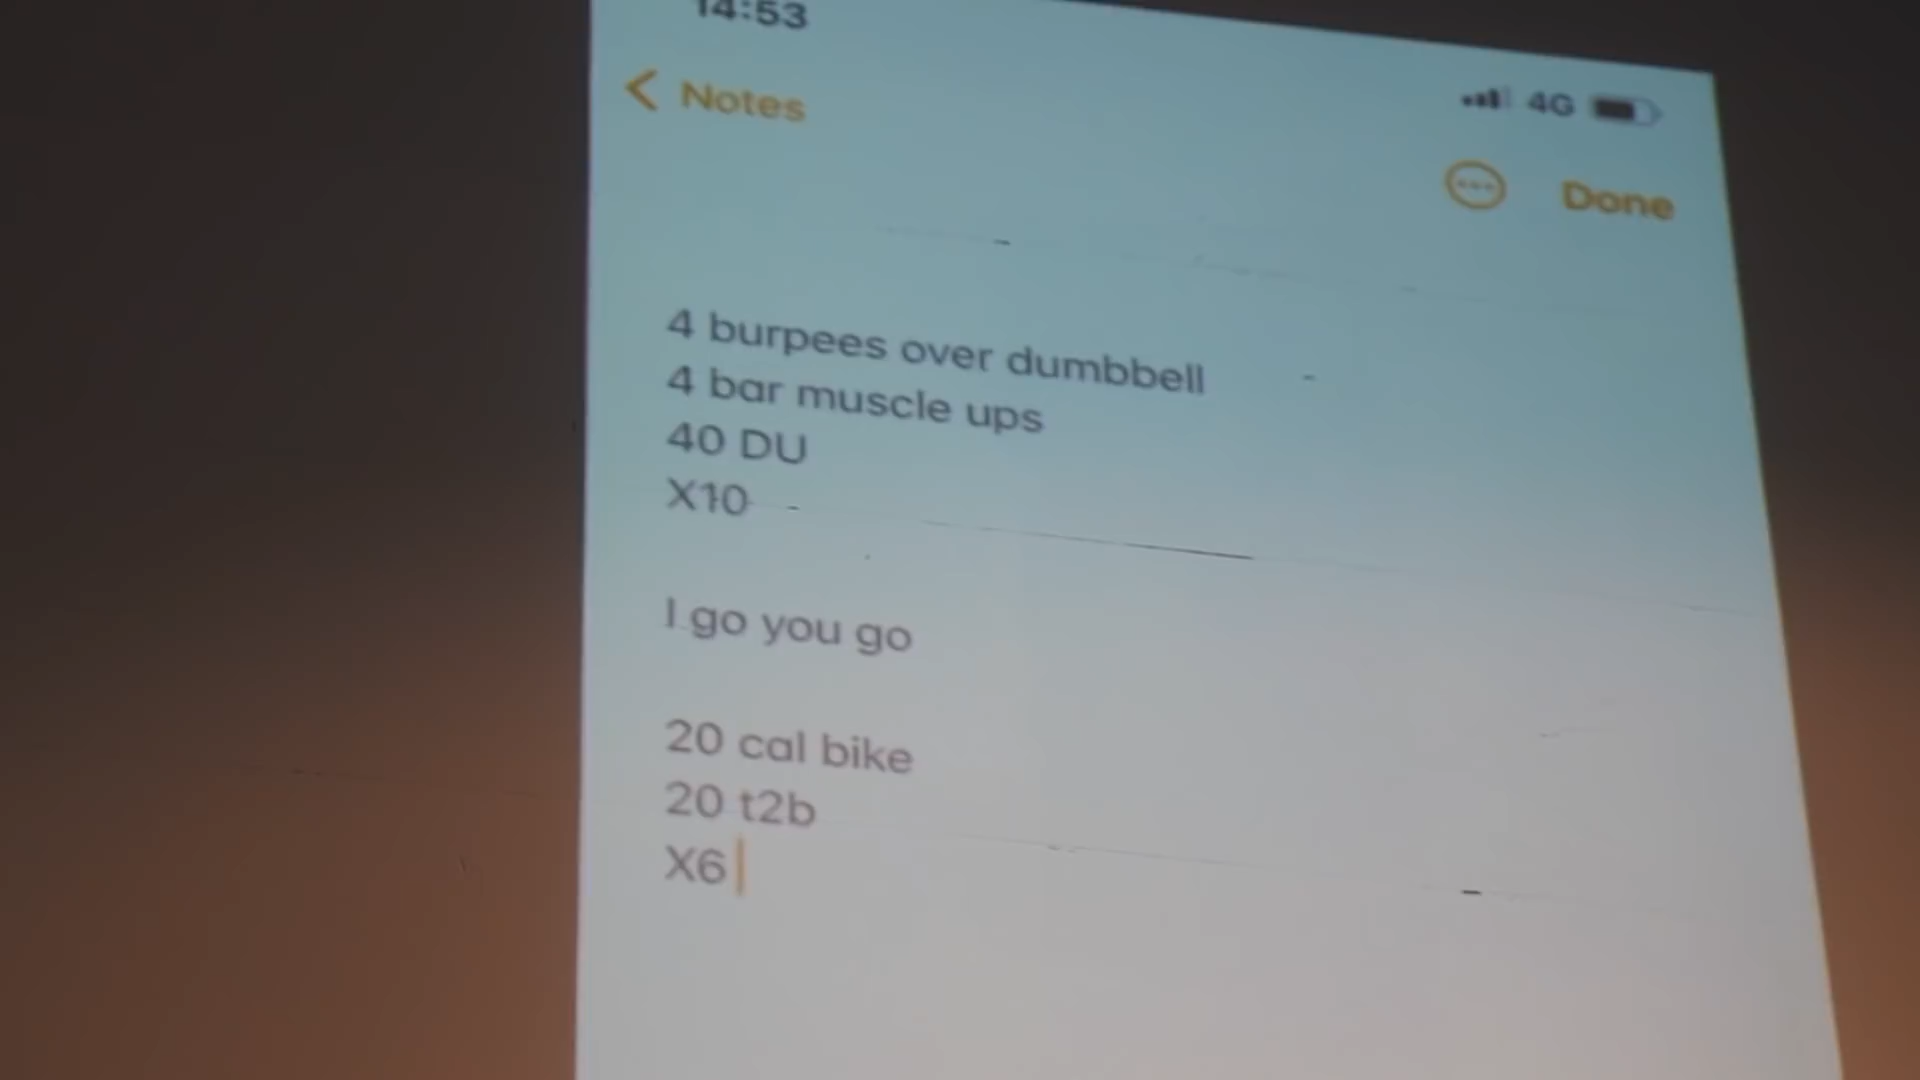 14:53
4G
Notes
Done
4 burpees over dumbbell
4 bar muscle ups
40 DU
X10
I go you go
20 cal bike
20 t2b
X6